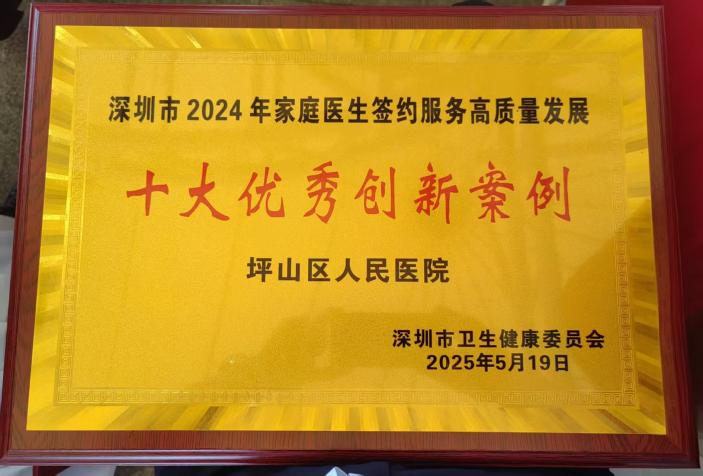 深圳市2024年家庭医生签约服务高质量发展
十大优秀创新案例
坪山区人民医院
深圳市卫生健康委员会
2025年5月19日